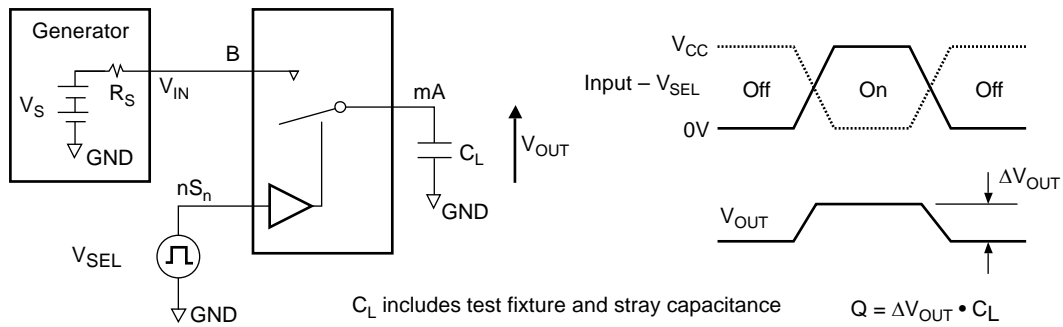 Generator
V_S
R_S
GND
V_IN
B
mA
C_L
GND
V_OUT
nS_n
V_SEL
GND
C_L includes test fixture and stray capacitance
V_CC
Input – V_SEL
0V
Off
On
Off
V_OUT
ΔV_OUT
Q = ΔV_OUT • C_L